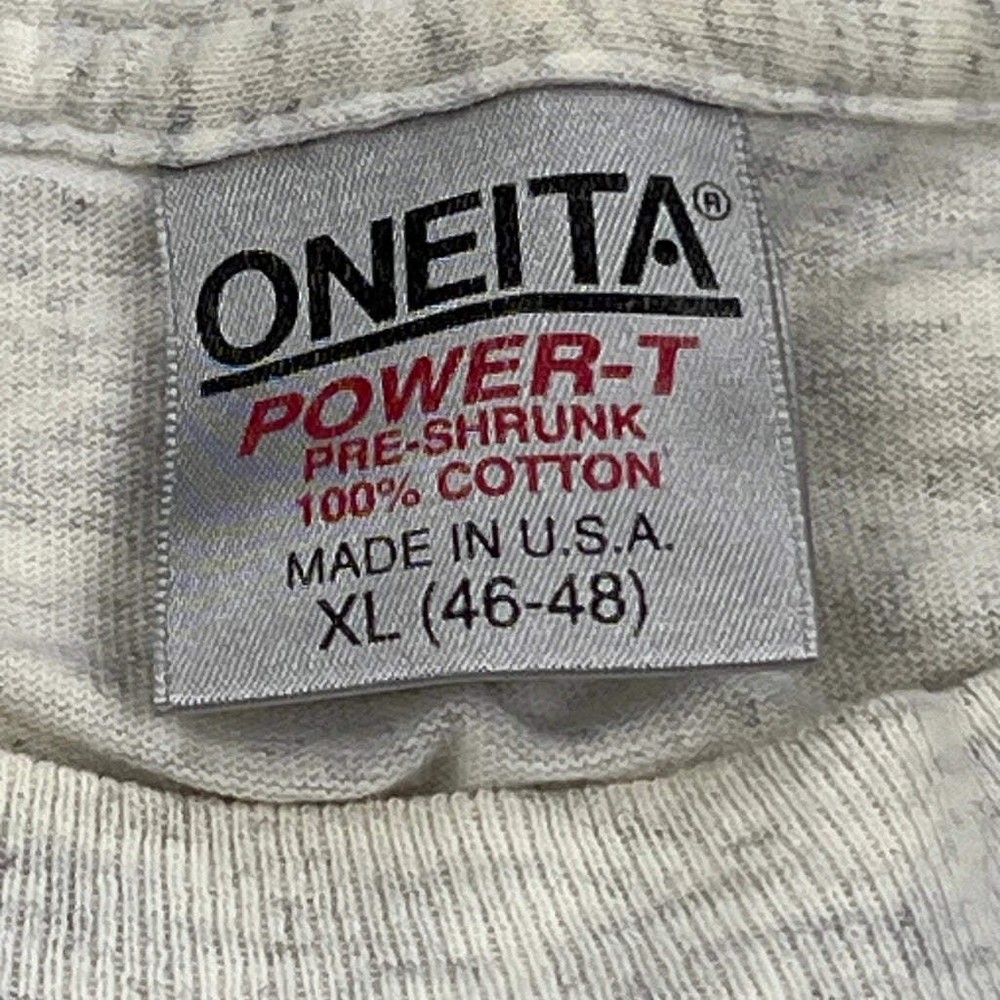 ONEITA®
POWER-T
PRE-SHRUNK
100% COTTON
MADE IN U.S.A.
XL (46-48)